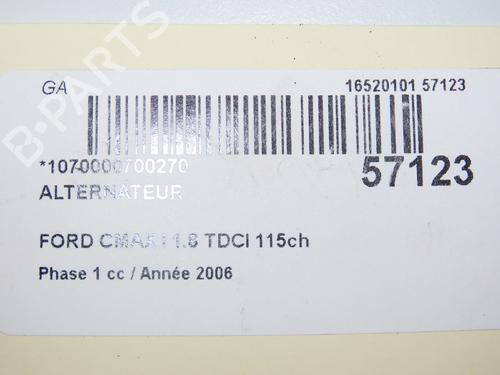 B-PARTS
GA
16520101 57123
*1070000700270
57123
ALTERNATEUR
FORD CMAX I 1.8 TDCI 115ch
Phase 1 cc / Année 2006